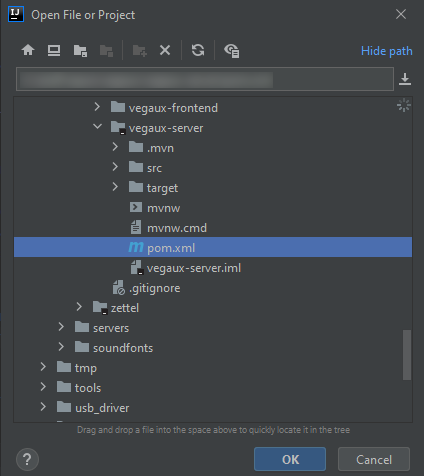 IJ Open File or Project
Hide path
vegaux-frontend
vegaux-server
.mvn
src
target
mvnw
mvnw.cmd
m pom.xml
vegaux-server.iml
.gitignore
zettel
servers
soundfonts
tmp
tools
usb_driver
Drag and drop a file into the space above to quickly locate it in the tree
? OK Cancel